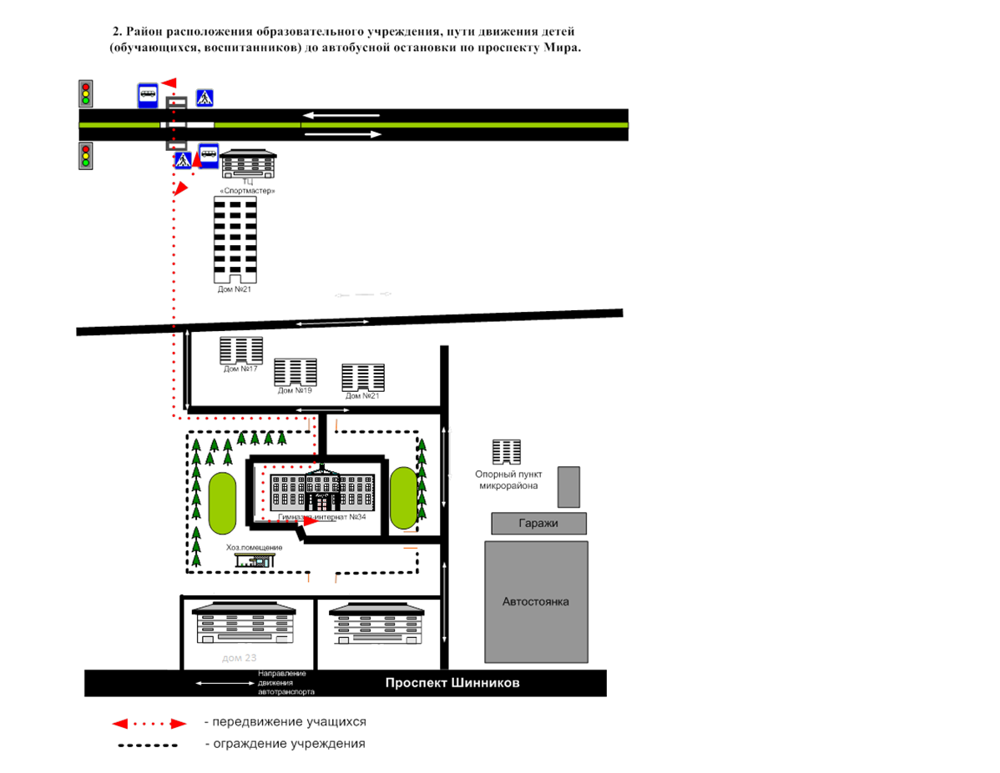 2. Район расположения образовательного учреждения, пути движения детей
(обучающихся, воспитанников) до автобусной остановки по проспекту Мира.
ТЦ
«Спортмастер»
Дом №21
Дом №17
Дом №19
Дом №21
Опорный пункт
микрорайона
Гимназия-интернат №34
Гаражи
Хоз.помещение
Автостоянка
дом 23
Направление
движения
автотранспорта
Проспект Шинников
- передвижение учащихся
- ограждение учреждения